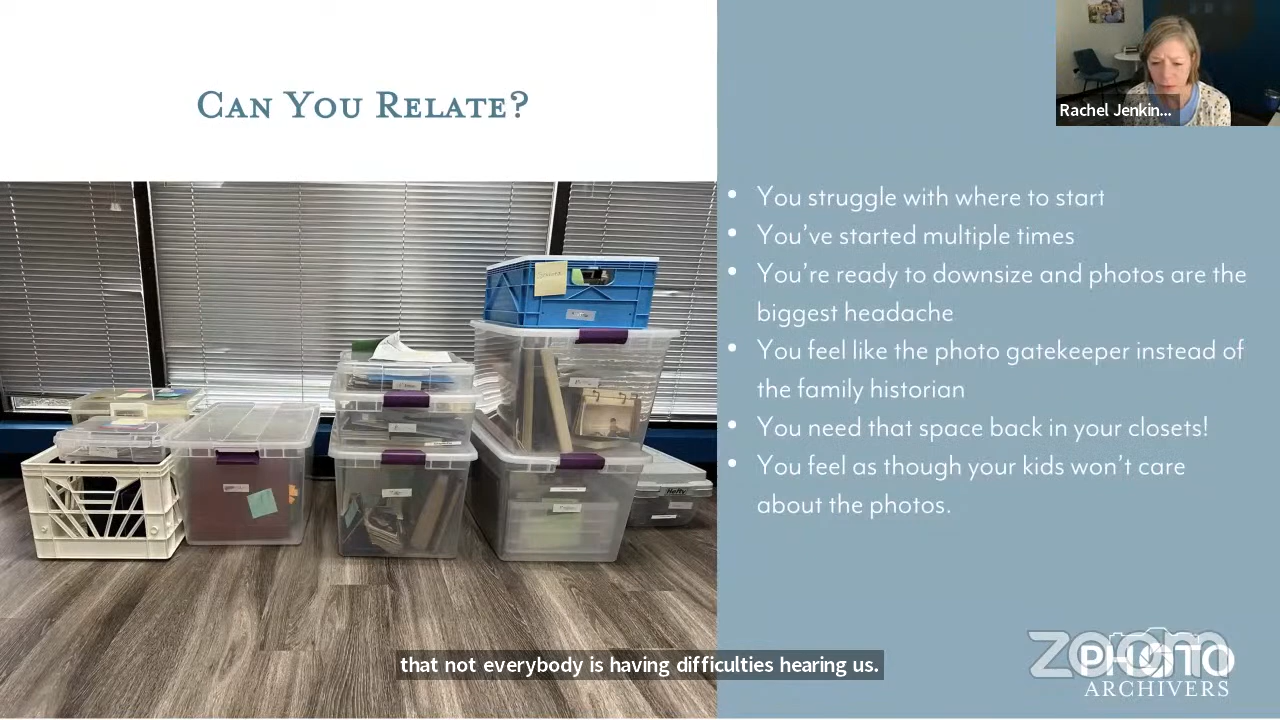 Can You Relate?
Rachel Jenkin...
• You struggle with where to start
• You've started multiple times
• You're ready to downsize and photos are the
biggest headache
• You feel like the photo gatekeeper instead of
the family historian
• You need that space back in your closets!
• You feel as though your kids won't care
about the photos.
Hefty
that not everybody is having difficulties hearing us.
zoom
PHOTO
ARCHIVERS